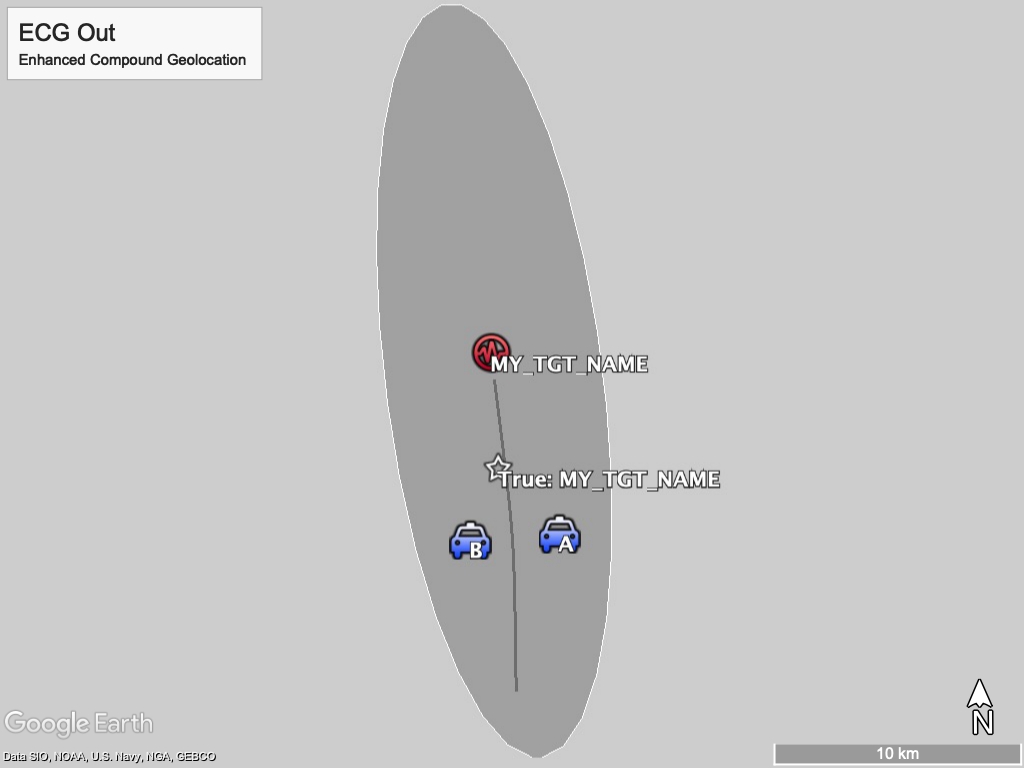 ECG Out
Enhanced Compound Geolocation
MY_TGT_NAME
True: MY_TGT_NAME
B
A
N
Google Earth
10 km
Data SIO, NOAA, U.S. Navy, NGA, GEBCO